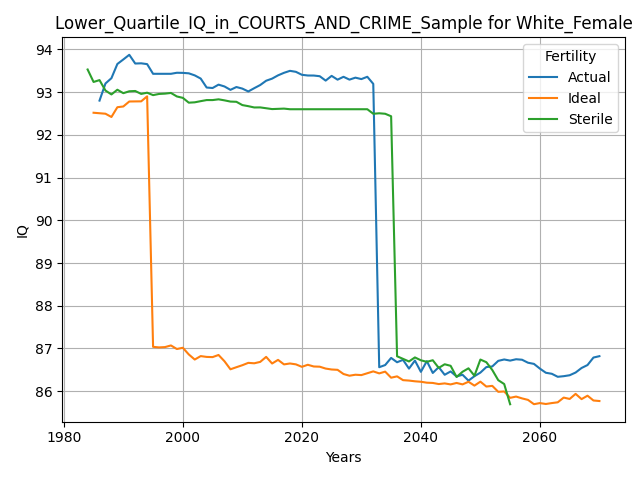 Lower_Quartile_IQ_in_COURTS_AND_CRIME_Sample for White_Female
Fertility
Actual
Ideal
Sterile
94
93
92
91
90
89
88
87
86
IQ
1980
2000
2020
2040
2060
Years